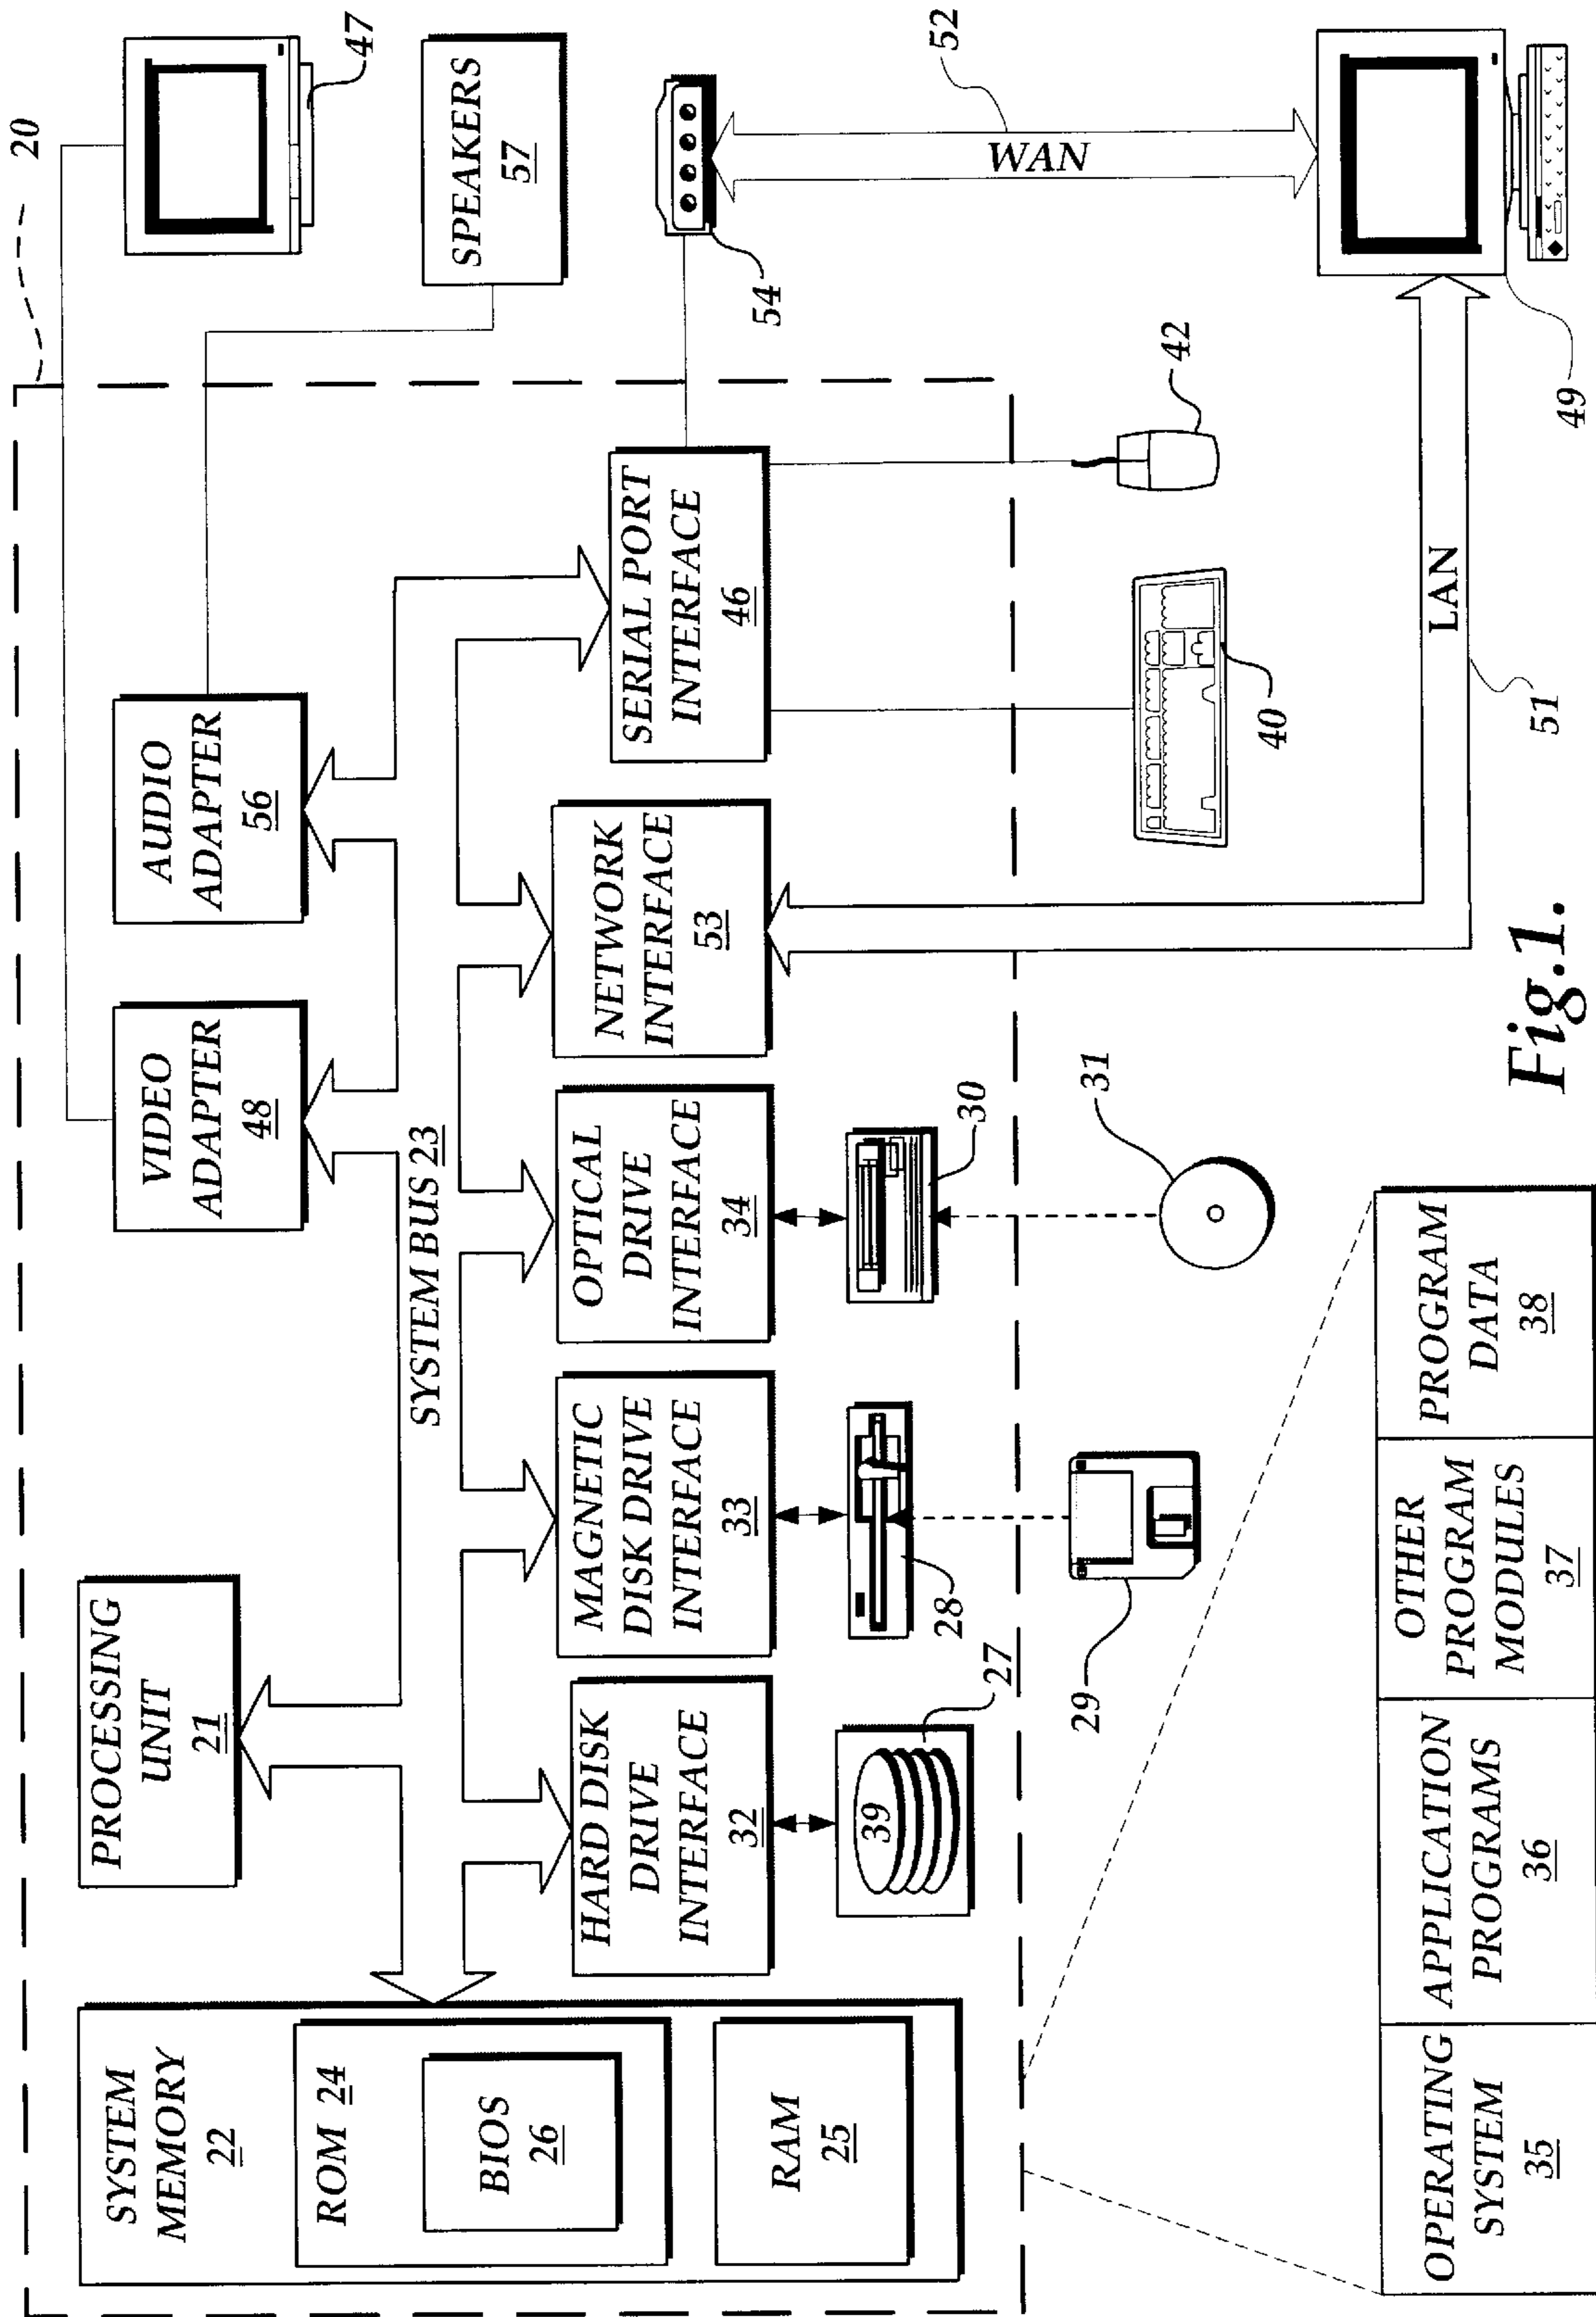 20
PROCESSING
UNIT
21
VIDEO
ADAPTER
48
AUDIO
ADAPTER
56
47
SYSTEM
MEMORY
22
ROM 24
BIOS
26
RAM
25
SYSTEM BUS 23
SPEAKERS
57
HARD DISK
DRIVE
INTERFACE
32
MAGNETIC
DISK DRIVE
INTERFACE
33
OPTICAL
DRIVE
INTERFACE
34
NETWORK
INTERFACE
53
SERIAL PORT
INTERFACE
46
54
39
27
28
30
52
WAN
29
31
40
42
OPERATING
SYSTEM
35
APPLICATION
PROGRAMS
36
OTHER
PROGRAM
MODULES
37
PROGRAM
DATA
38
LAN
51
49
Fig.1.